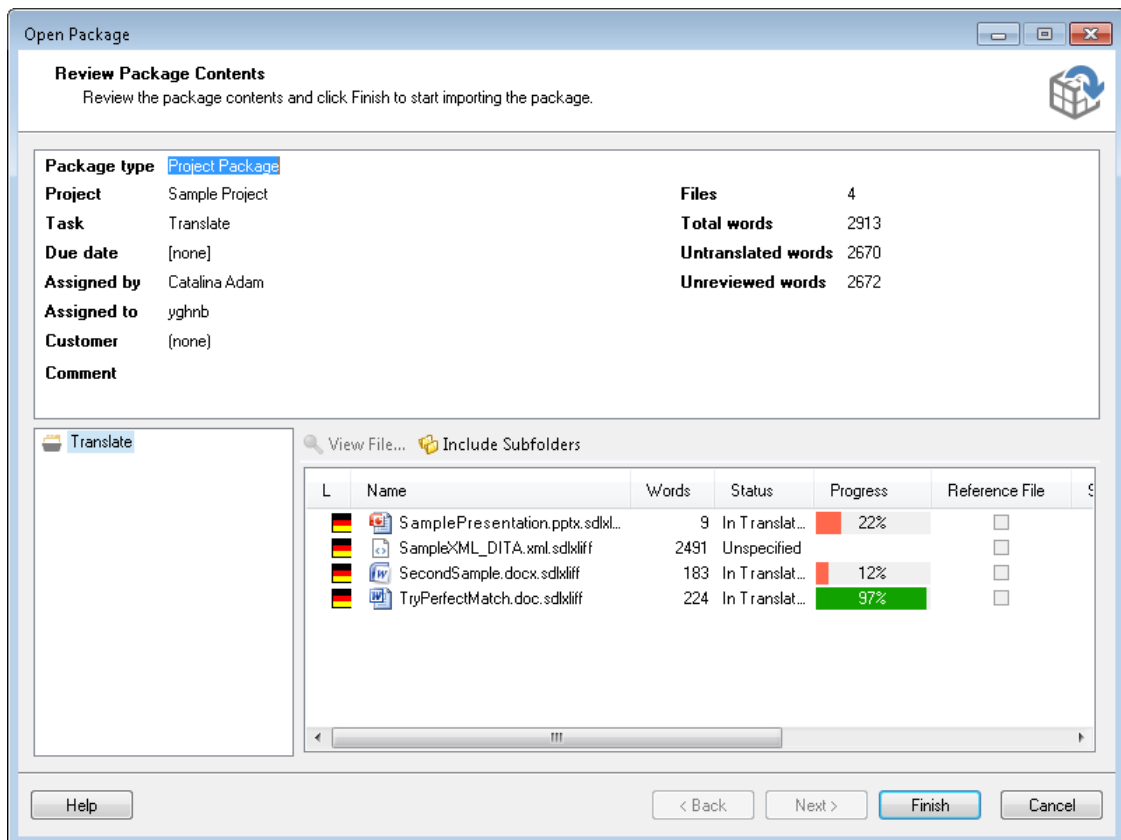 Open Package
Review Package Contents
Review the package contents and click Finish to start importing the package.
Package type Project Package
Project Sample Project Files 4
Task Translate Total words 2913
Due date [none] Untranslated words 2670
Assigned by Catalina Adam Unreviewed words 2672
Assigned to yghnb
Customer (none)
Comment
Translate
View File... Include Subfolders
L Name Words Status Progress Reference File S
SamplePresentation.pptx.sdlxl... 9 In Translat... 22%
SampleXML_DITA.xml.sdlxliff 2491 Unspecified
SecondSample.docx.sdlxliff 183 In Translat... 12%
TryPerfectMatch.doc.sdlxliff 224 In Translat... 97%
Help < Back Next > Finish Cancel